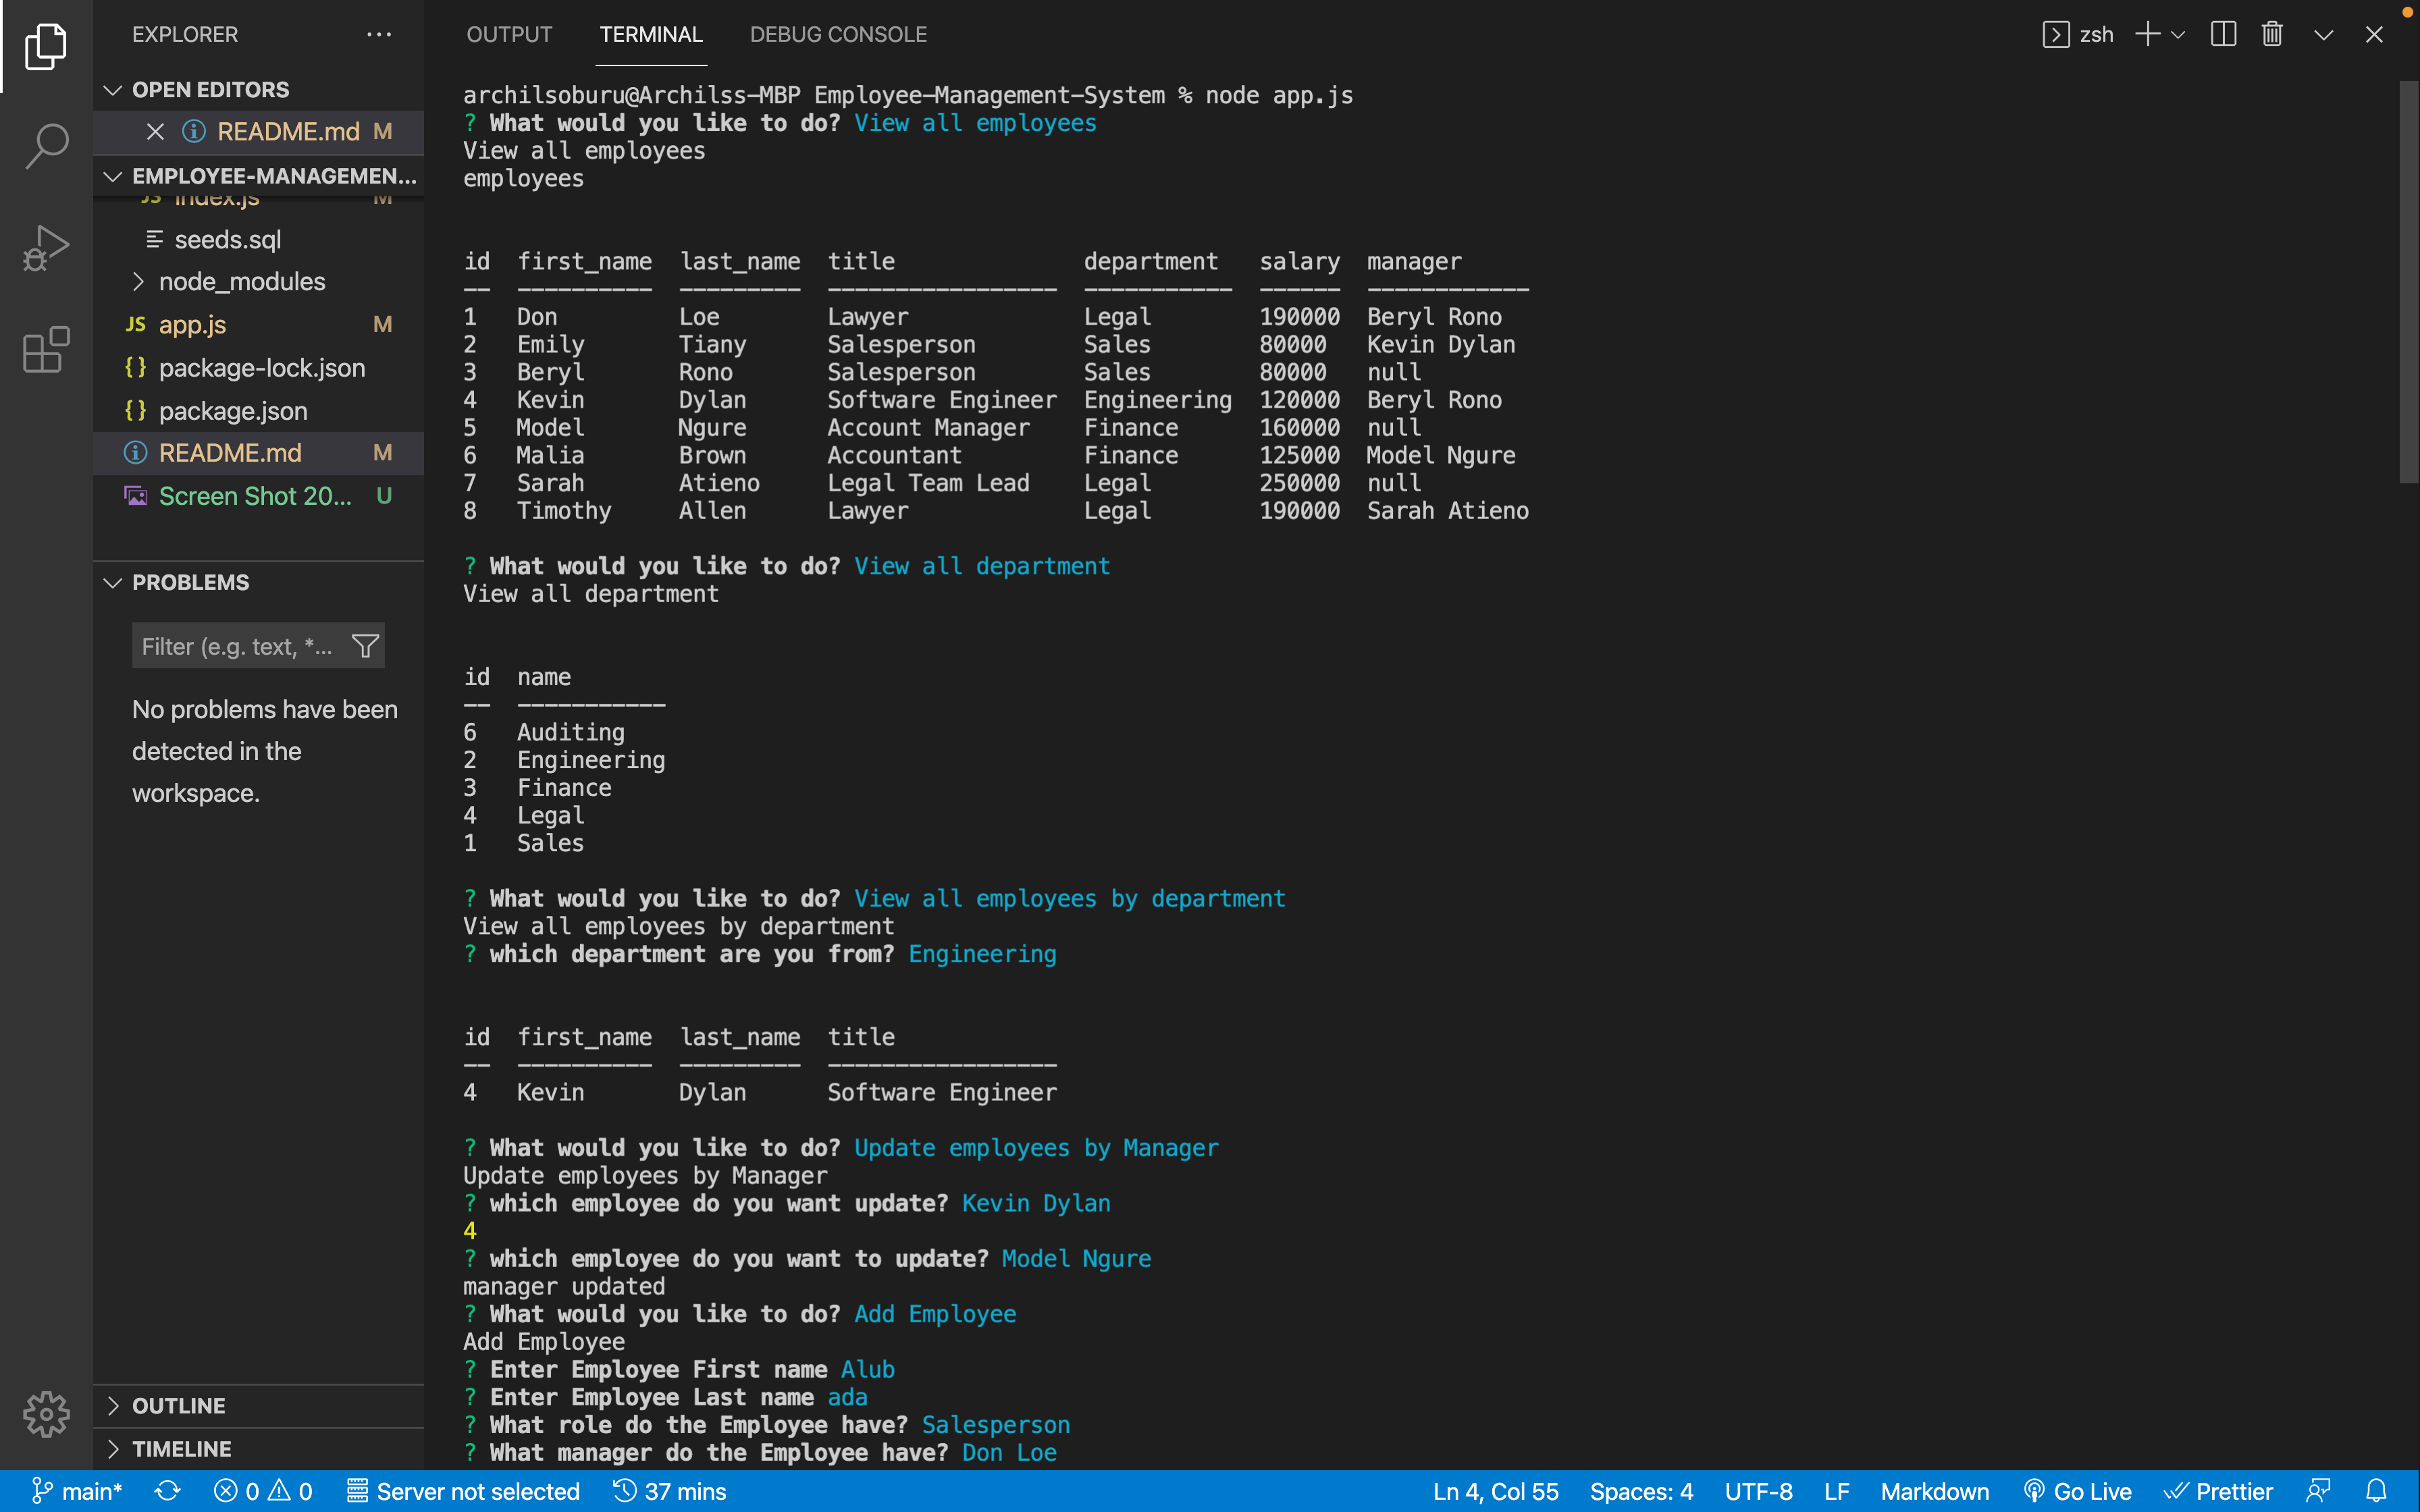 EXPLORER
OPEN EDITORS
README.md M
EMPLOYEE-MANAGEMEN...
JS index.js M
seeds.sql
node_modules
JS app.js M
{} package-lock.json
{} package.json
README.md M
Screen Shot 20... U
PROBLEMS
Filter (e.g. text, *...
No problems have been
detected in the
workspace.
OUTLINE
TIMELINE
OUTPUT TERMINAL DEBUG CONSOLE
zsh
archilsoburu@Archilss-MBP Employee-Management-System % node app.js
? What would you like to do? View all employees
View all employees
employees
id first_name last_name title department salary manager
-- ---------- --------- ----------------- ----------- ------ ------------
1 Don Loe Lawyer Legal 190000 Beryl Rono
2 Emily Tiany Salesperson Sales 80000 Kevin Dylan
3 Beryl Rono Salesperson Sales 80000 null
4 Kevin Dylan Software Engineer Engineering 120000 Beryl Rono
5 Model Ngure Account Manager Finance 160000 null
6 Malia Brown Accountant Finance 125000 Model Ngure
7 Sarah Atieno Legal Team Lead Legal 250000 null
8 Timothy Allen Lawyer Legal 190000 Sarah Atieno
? What would you like to do? View all department
View all department
id name
-- -----------
6 Auditing
2 Engineering
3 Finance
4 Legal
1 Sales
? What would you like to do? View all employees by department
View all employees by department
? which department are you from? Engineering
id first_name last_name title
-- ---------- --------- -----------------
4 Kevin Dylan Software Engineer
? What would you like to do? Update employees by Manager
Update employees by Manager
? which employee do you want update? Kevin Dylan
4
? which employee do you want to update? Model Ngure
manager updated
? What would you like to do? Add Employee
Add Employee
? Enter Employee First name Alub
? Enter Employee Last name ada
? What role do the Employee have? Salesperson
? What manager do the Employee have? Don Loe
main* 0 0 Server not selected 37 mins Ln 4, Col 55 Spaces: 4 UTF-8 LF Markdown Go Live Prettier